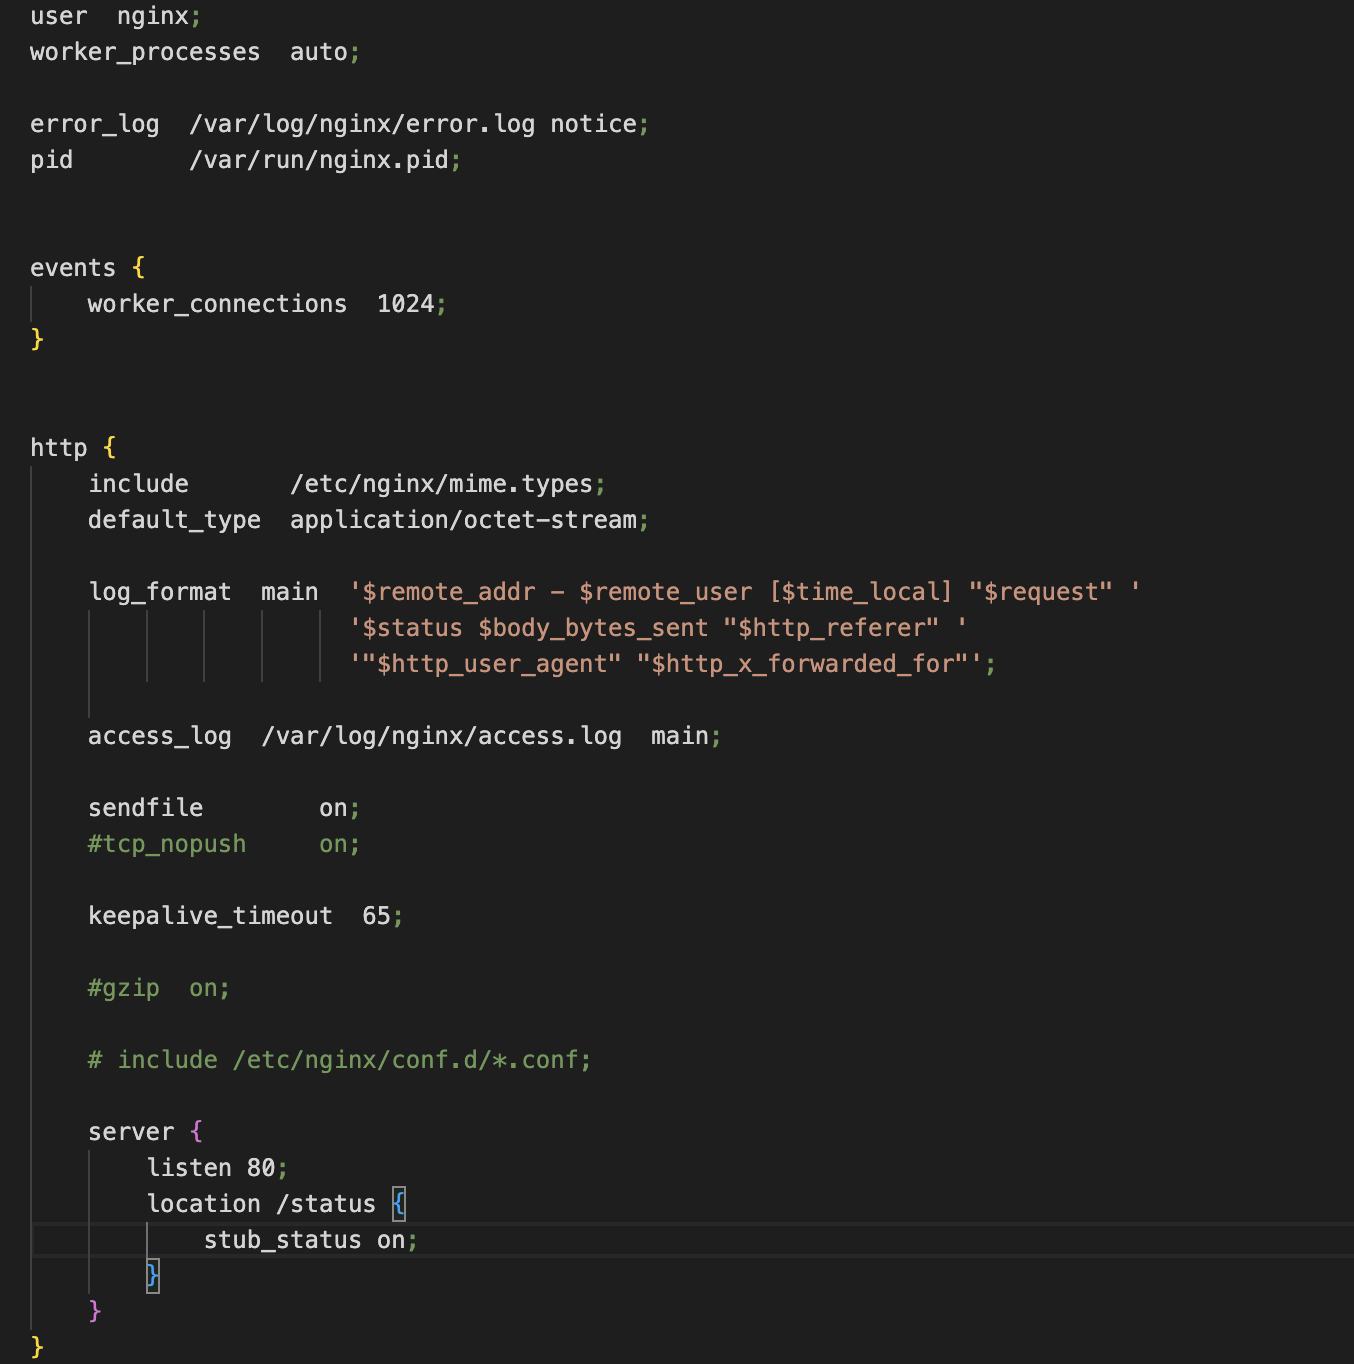 user  nginx;
worker_processes  auto;

error_log  /var/log/nginx/error.log notice;
pid        /var/run/nginx.pid;


events {
    worker_connections  1024;
}


http {
    include       /etc/nginx/mime.types;
    default_type  application/octet-stream;

    log_format  main  '$remote_addr - $remote_user [$time_local] "$request" '
                      '$status $body_bytes_sent "$http_referer" '
                      '"$http_user_agent" "$http_x_forwarded_for"';

    access_log  /var/log/nginx/access.log  main;

    sendfile        on;
    #tcp_nopush     on;

    keepalive_timeout  65;

    #gzip  on;

    # include /etc/nginx/conf.d/*.conf;

    server {
        listen 80;
        location /status {
            stub_status on;
        }
    }
}